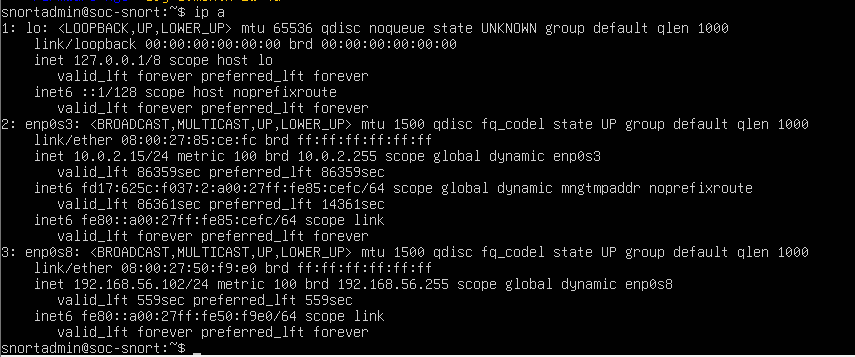 snortadmin@soc-snort:~$ ip a
1: lo: <LOOPBACK,UP,LOWER_UP> mtu 65536 qdisc noqueue state UNKNOWN group default qlen 1000
    link/loopback 00:00:00:00:00:00 brd 00:00:00:00:00:00
    inet 127.0.0.1/8 scope host lo
       valid_lft forever preferred_lft forever
    inet6 ::1/128 scope host noprefixroute
       valid_lft forever preferred_lft forever
2: enp0s3: <BROADCAST,MULTICAST,UP,LOWER_UP> mtu 1500 qdisc fq_codel state UP group default qlen 1000
    link/ether 08:00:27:85:ce:fc brd ff:ff:ff:ff:ff:ff
    inet 10.0.2.15/24 metric 100 brd 10.0.2.255 scope global dynamic enp0s3
       valid_lft 86359sec preferred_lft 86359sec
    inet6 fd17:625c:f037:2:a00:27ff:fe85:cefc/64 scope global dynamic mngtmpaddr noprefixroute
       valid_lft 86361sec preferred_lft 14361sec
    inet6 fe80::a00:27ff:fe85:cefc/64 scope link
       valid_lft forever preferred_lft forever
3: enp0s8: <BROADCAST,MULTICAST,UP,LOWER_UP> mtu 1500 qdisc fq_codel state UP group default qlen 1000
    link/ether 08:00:27:50:f9:e0 brd ff:ff:ff:ff:ff:ff
    inet 192.168.56.102/24 metric 100 brd 192.168.56.255 scope global dynamic enp0s8
       valid_lft 559sec preferred_lft 559sec
    inet6 fe80::a00:27ff:fe50:f9e0/64 scope link
       valid_lft forever preferred_lft forever
snortadmin@soc-snort:~$ _